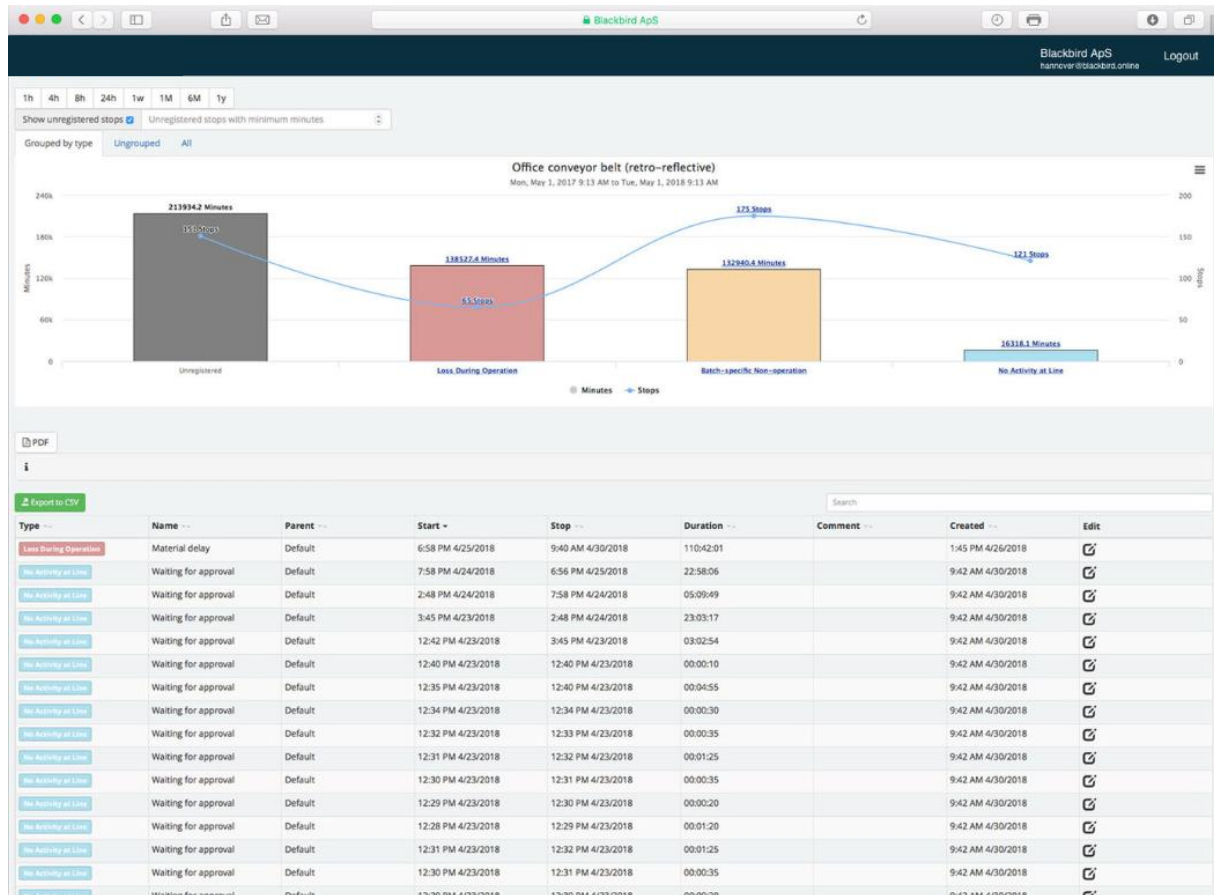 Blackbird ApS
Blackbird ApS
hannover@blackbird.online
Logout
1h 4h 8h 24h 1w 1M 6M 1y
Show unregistered stops Unregistered stops with minimum minutes
Grouped by type Ungrouped All
Office conveyor belt (retro-reflective)
Mon, May 1, 2017 9:13 AM to Tue, May 1, 2018 9:13 AM
240k
180k
120k
60k
0
Minutes
213934.2 Minutes
138527.4 Minutes
65 Stops
175 Stops
132940.4 Minutes
121 Stops
16318.1 Minutes
200
150
100
50
0
Stops
Unregistered
Loss During Operation
Batch-specific Non-operation
No Activity at Line
Minutes Stops
PDF
i
Export to CSV
Search
Type Name Parent Start Stop Duration Comment Created Edit
Loss During Operation Material delay Default 6:58 PM 4/25/2018 9:40 AM 4/30/2018 110:42:01 1:45 PM 4/26/2018
No Activity at Line Waiting for approval Default 7:58 PM 4/24/2018 6:56 PM 4/25/2018 22:58:06 9:42 AM 4/30/2018
No Activity at Line Waiting for approval Default 2:48 PM 4/24/2018 7:58 PM 4/24/2018 05:09:49 9:42 AM 4/30/2018
No Activity at Line Waiting for approval Default 3:45 PM 4/23/2018 2:48 PM 4/24/2018 23:03:17 9:42 AM 4/30/2018
No Activity at Line Waiting for approval Default 12:42 PM 4/23/2018 3:45 PM 4/23/2018 03:02:54 9:42 AM 4/30/2018
No Activity at Line Waiting for approval Default 12:40 PM 4/23/2018 12:40 PM 4/23/2018 00:00:10 9:42 AM 4/30/2018
No Activity at Line Waiting for approval Default 12:35 PM 4/23/2018 12:40 PM 4/23/2018 00:04:55 9:42 AM 4/30/2018
No Activity at Line Waiting for approval Default 12:34 PM 4/23/2018 12:34 PM 4/23/2018 00:00:30 9:42 AM 4/30/2018
No Activity at Line Waiting for approval Default 12:32 PM 4/23/2018 12:33 PM 4/23/2018 00:00:35 9:42 AM 4/30/2018
No Activity at Line Waiting for approval Default 12:31 PM 4/23/2018 12:32 PM 4/23/2018 00:01:25 9:42 AM 4/30/2018
No Activity at Line Waiting for approval Default 12:30 PM 4/23/2018 12:31 PM 4/23/2018 00:00:35 9:42 AM 4/30/2018
No Activity at Line Waiting for approval Default 12:29 PM 4/23/2018 12:30 PM 4/23/2018 00:00:20 9:42 AM 4/30/2018
No Activity at Line Waiting for approval Default 12:28 PM 4/23/2018 12:29 PM 4/23/2018 00:01:20 9:42 AM 4/30/2018
No Activity at Line Waiting for approval Default 12:31 PM 4/23/2018 12:32 PM 4/23/2018 00:01:25 9:42 AM 4/30/2018
No Activity at Line Waiting for approval Default 12:30 PM 4/23/2018 12:31 PM 4/23/2018 00:00:35 9:42 AM 4/30/2018